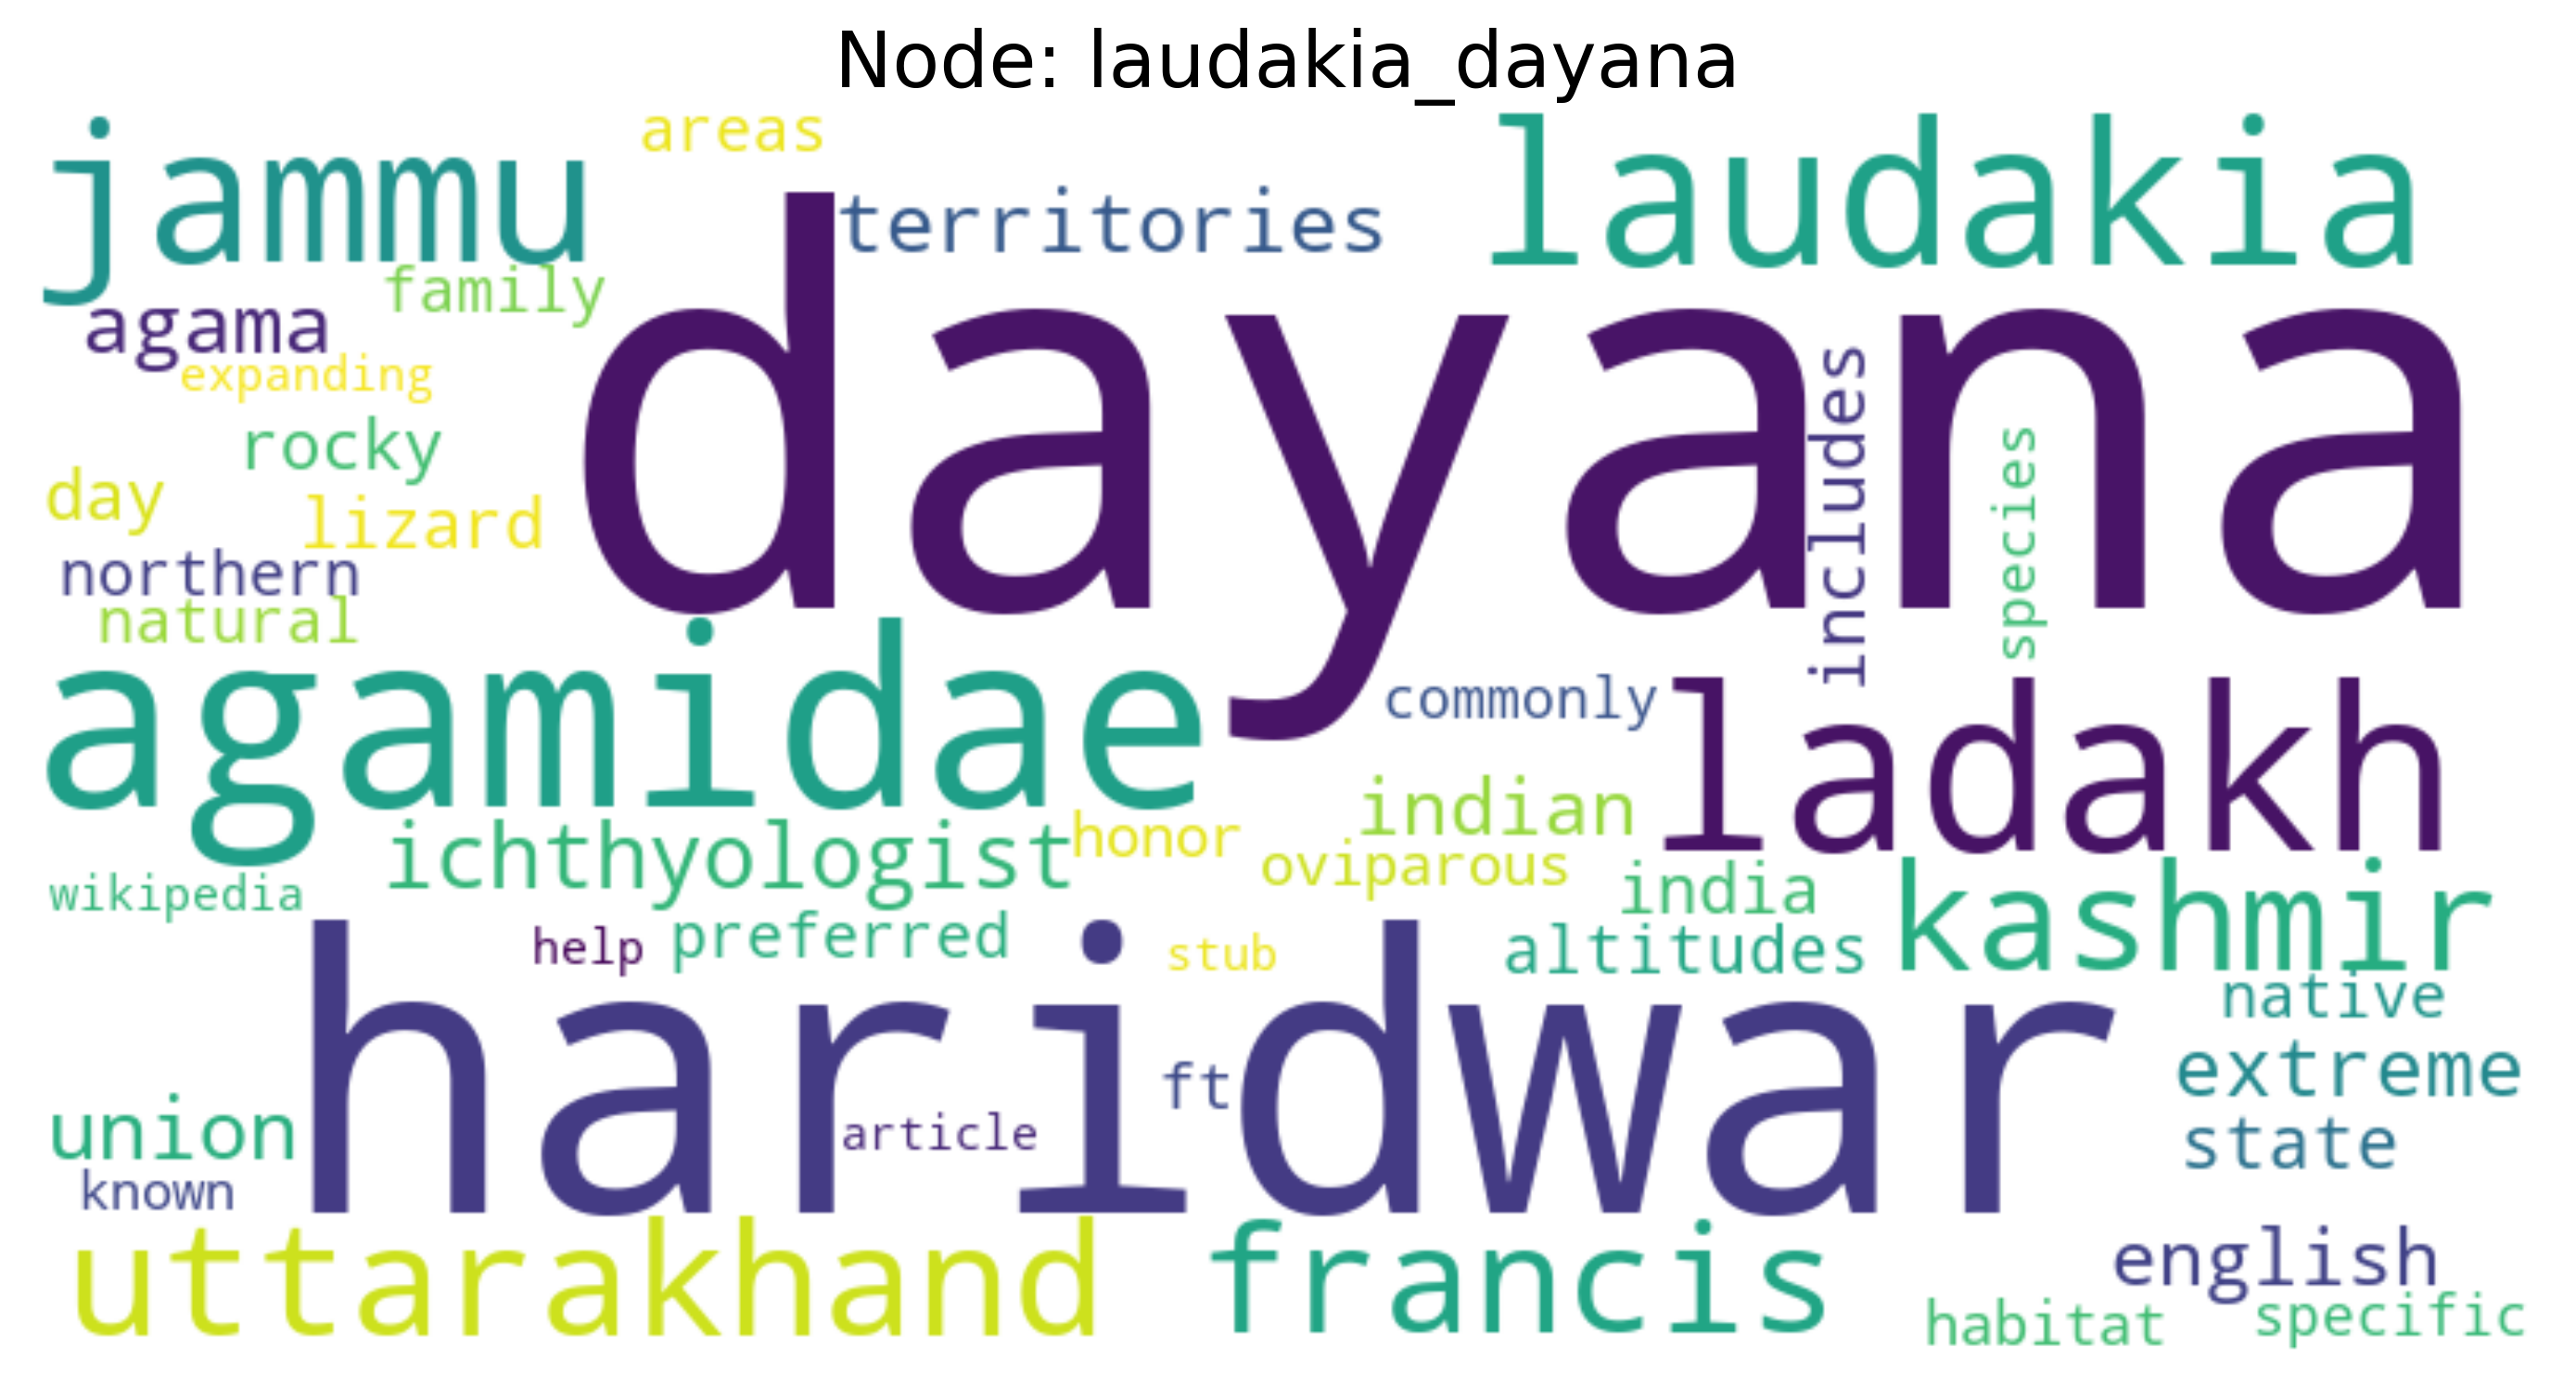 Node: laudakia_dayana
jammu
areas
laudakia
territories
dayana
family
agama
expanding
rocky
day
lizard
northern
natural
includes
species
agamidae
commonly
ladakh
indian
ichthyologist
honor
oviparous
india
kashmir
wikipedia
help
preferred
stub
altitudes
haridwar
native
extreme
ft
union
article
state
known
uttarakhand
francis
english
habitat
specific